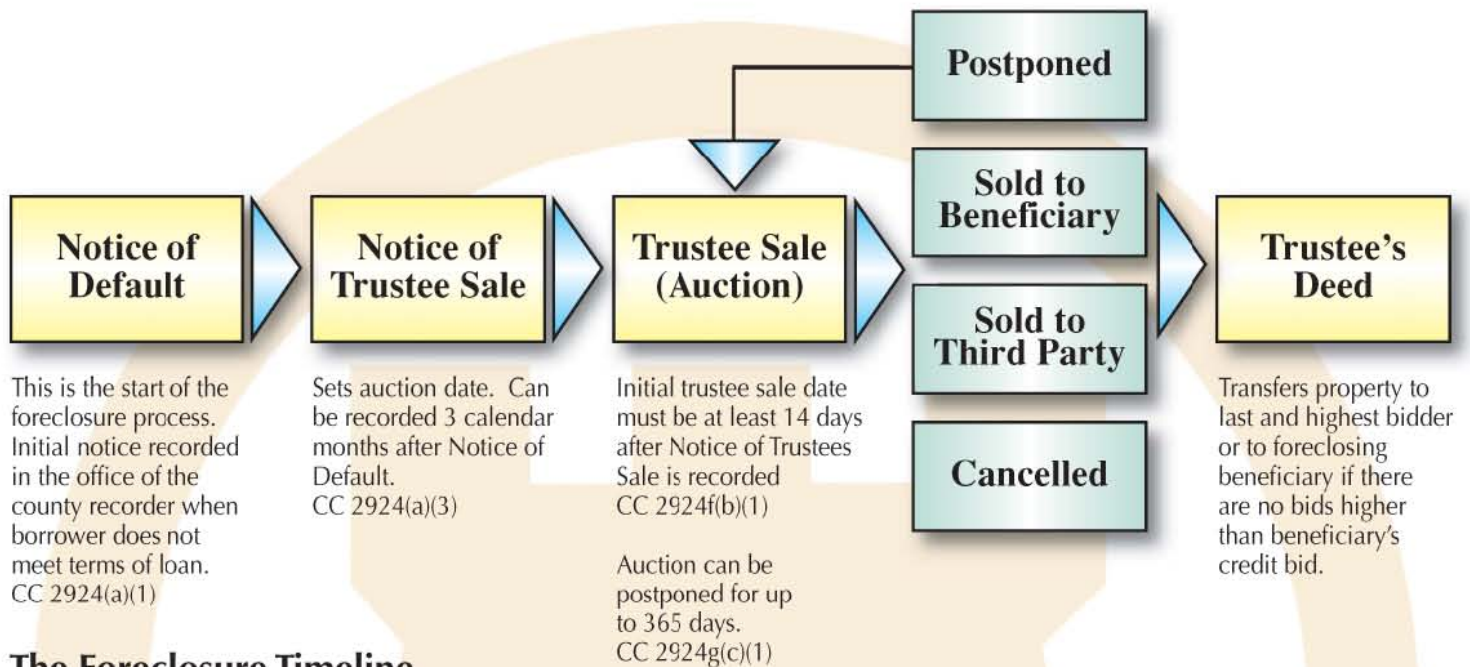 Postponed
Notice of
Default
Notice of
Trustee Sale
Trustee Sale
(Auction)
Sold to
Beneficiary
Sold to
Third Party
Cancelled
Trustee's
Deed
This is the start of the
foreclosure process.
Initial notice recorded
in the office of the
county recorder when
borrower does not
meet terms of loan.
CC 2924(a)(1)
Sets auction date. Can
be recorded 3 calendar
months after Notice of
Default.
CC 2924(a)(3)
Initial trustee sale date
must be at least 14 days
after Notice of Trustees
Sale is recorded
CC 2924f(b)(1)
Auction can be
postponed for up
to 365 days.
CC 2924g(c)(1)
Transfers property to
last and highest bidder
or to foreclosing
beneficiary if there
are no bids higher
than beneficiary's
credit bid.
The Foreclosure Timeline